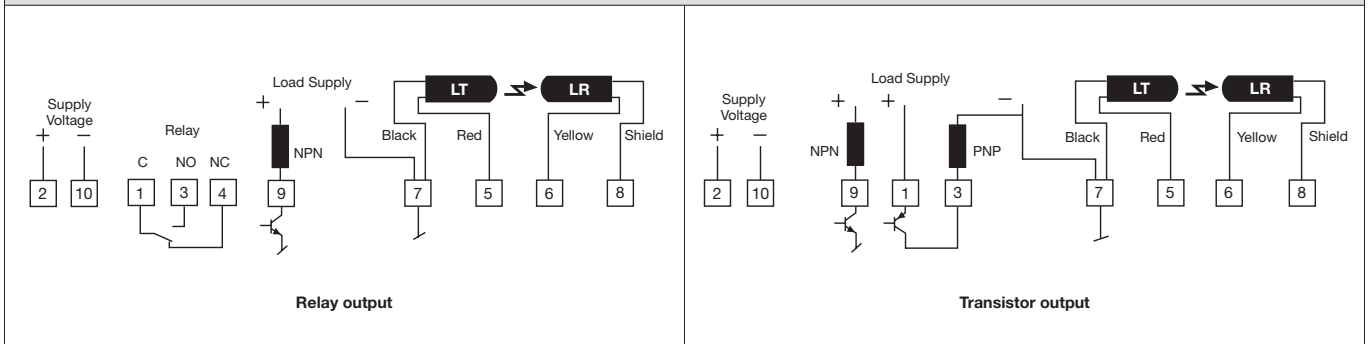 Load Supply
LT
LR
Supply
Voltage
+ −
Relay
C NO NC
+ −
NPN
Black
Red
Yellow
Shield
2 10 1 3 4 9 7 5 6 8
Relay output
Load Supply
LT
LR
Supply
Voltage
+ −
+ + −
NPN
PNP
Black
Red
Yellow
Shield
2 10 9 1 3 7 5 6 8
Transistor output